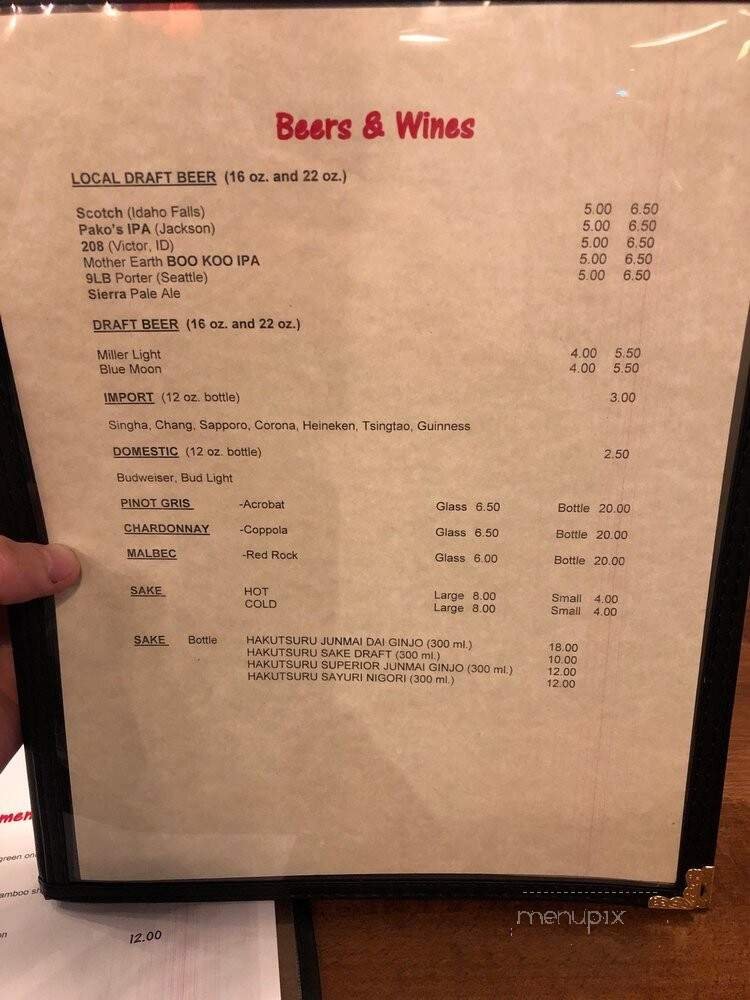 Beers & Wines
LOCAL DRAFT BEER (16 oz. and 22 oz.)
Scotch (Idaho Falls) 5.00 6.50
Pako's IPA (Jackson) 5.00 6.50
208 (Victor, ID) 5.00 6.50
Mother Earth BOO KOO IPA 5.00 6.50
9LB Porter (Seattle) 5.00 6.50
Sierra Pale Ale
DRAFT BEER (16 oz. and 22 oz.)
Miller Light 4.00 5.50
Blue Moon 4.00 5.50
IMPORT (12 oz. bottle) 3.00
Singha, Chang, Sapporo, Corona, Heineken, Tsingtao, Guinness
DOMESTIC (12 oz. bottle) 2.50
Budweiser, Bud Light
PINOT GRIS -Acrobat Glass 6.50 Bottle 20.00
CHARDONNAY -Coppola Glass 6.50 Bottle 20.00
MALBEC -Red Rock Glass 6.00 Bottle 20.00
SAKE HOT Large 8.00 Small 4.00
COLD Large 8.00 Small 4.00
SAKE Bottle HAKUTSURU JUNMAI DAI GINJO (300 ml.) 18.00
HAKUTSURU SAKE DRAFT (300 ml.) 10.00
HAKUTSURU SUPERIOR JUNMAI GINJO (300 ml.) 12.00
HAKUTSURU SAYURI NIGORI (300 ml.) 12.00
green
12.00
menupix